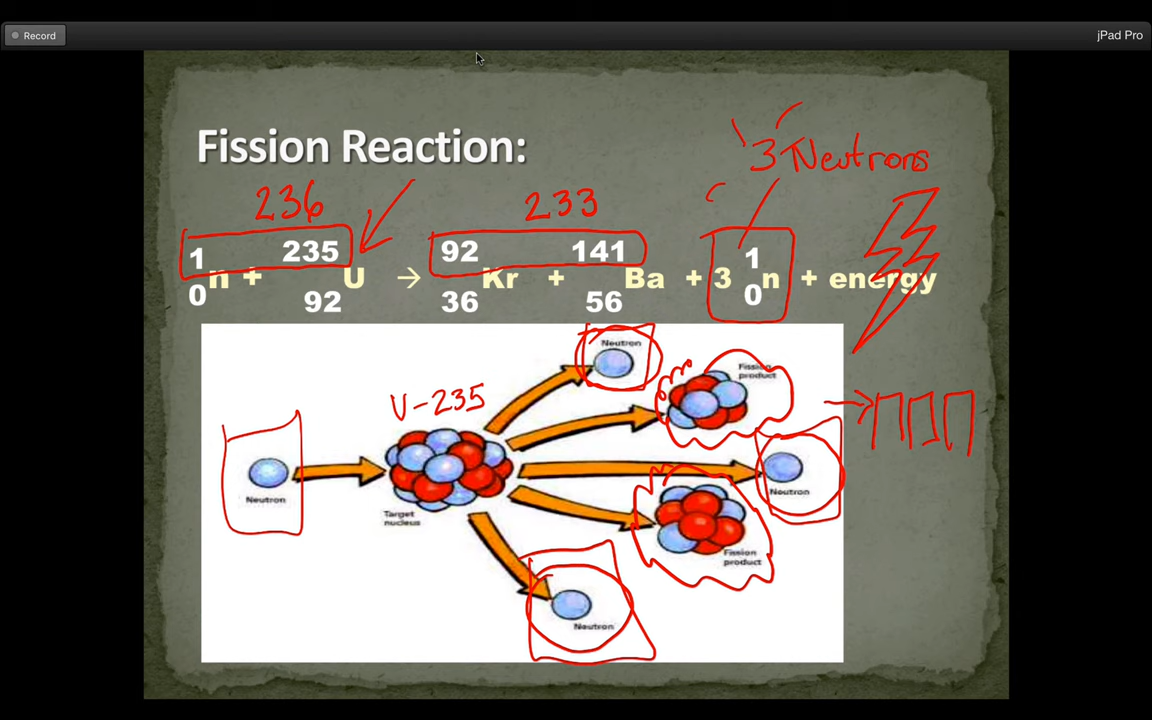 Record
jPad Pro
Fission Reaction:
3 Neutrons
236
233
1 235 92 141 1
n + U → Kr + Ba + 3 n + energy
0 92 36 56 0
Neutron
Fission
product
U-235
Neutron
Neutron
Target
nucleus
Fission
product
Neutron